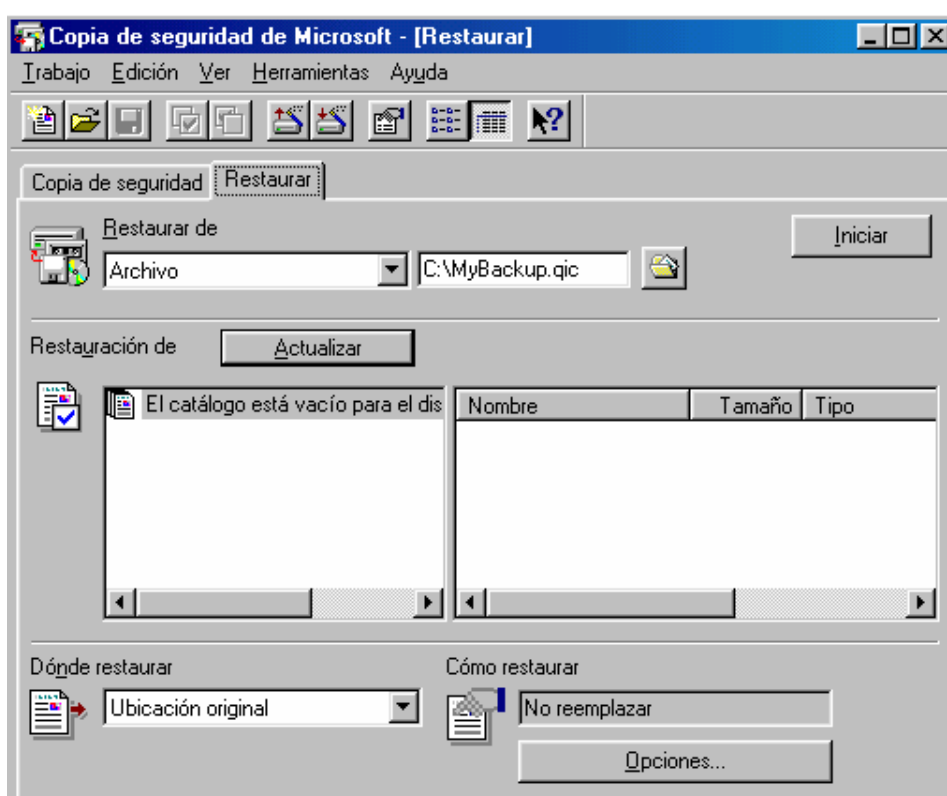 Copia de seguridad de Microsoft - [Restaurar]
Trabajo Edición Ver Herramientas Ayuda
Copia de seguridad Restaurar
Restaurar de
Iniciar
Archivo C:\MyBackup.qic
Restauración de Actualizar
El catálogo está vacío para el dis
Nombre Tamaño Tipo
Dónde restaurar Cómo restaurar
Ubicación original No reemplazar
Opciones...